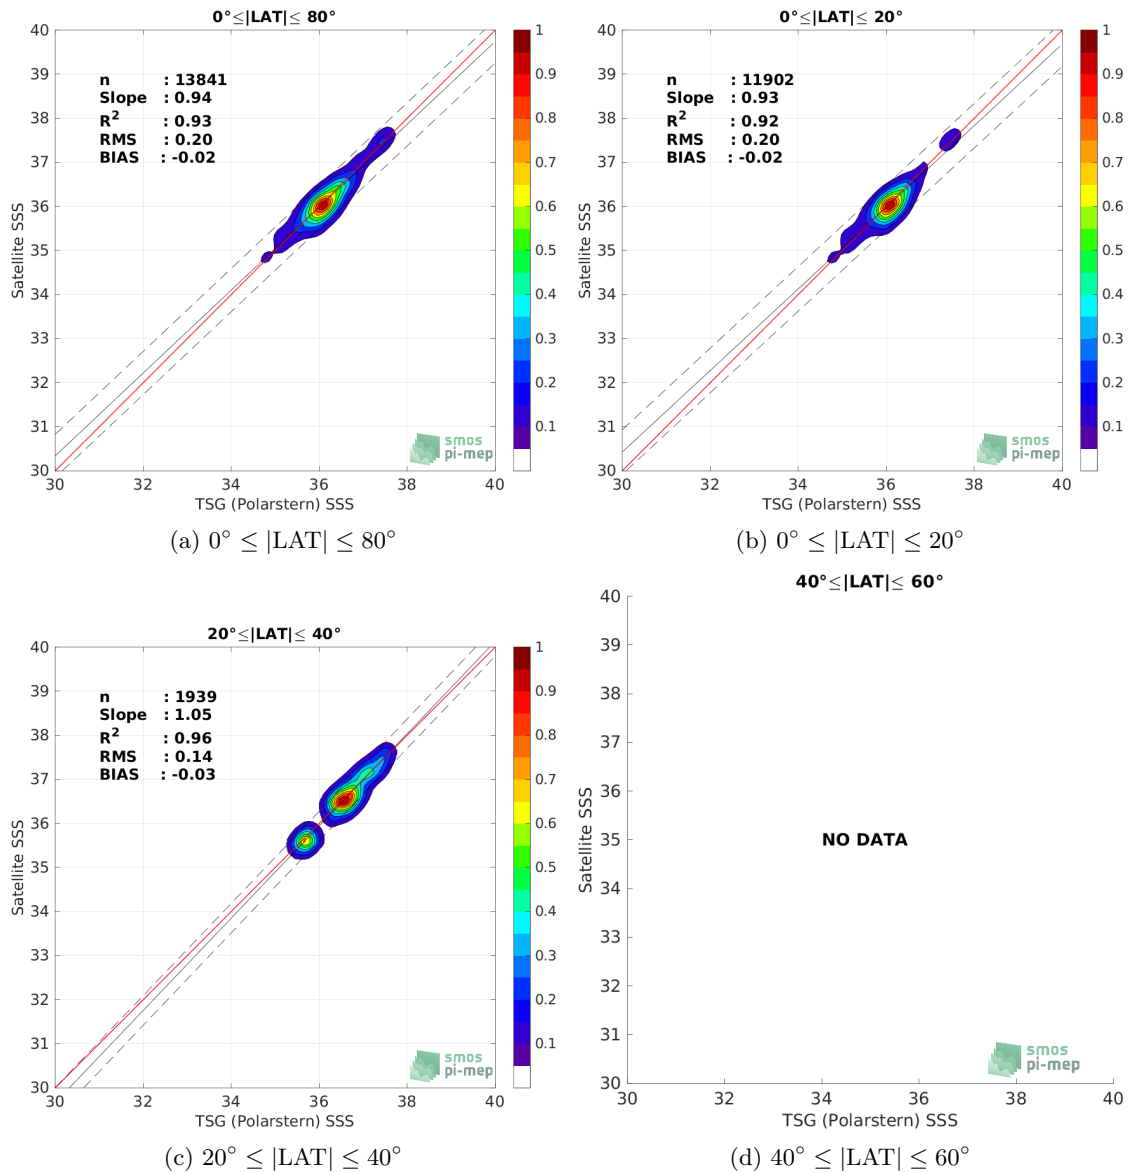 0°≤|LAT|≤ 80°
40
39
38
37
36
35
34
33
32
31
30
Satellite SSS
n : 13841
Slope : 0.94
R² : 0.93
RMS : 0.20
BIAS : -0.02
smos
pi-mep
30 32 34 36 38 40
TSG (Polarstern) SSS
1
0.9
0.8
0.7
0.6
0.5
0.4
0.3
0.2
0.1
(a) 0° ≤ |LAT| ≤ 80°
0°≤|LAT|≤ 20°
40
39
38
37
36
35
34
33
32
31
30
Satellite SSS
n : 11902
Slope : 0.93
R² : 0.92
RMS : 0.20
BIAS : -0.02
smos
pi-mep
30 32 34 36 38 40
TSG (Polarstern) SSS
1
0.9
0.8
0.7
0.6
0.5
0.4
0.3
0.2
0.1
(b) 0° ≤ |LAT| ≤ 20°
20°≤|LAT|≤ 40°
40
39
38
37
36
35
34
33
32
31
30
Satellite SSS
n : 1939
Slope : 1.05
R² : 0.96
RMS : 0.14
BIAS : -0.03
smos
pi-mep
30 32 34 36 38 40
TSG (Polarstern) SSS
1
0.9
0.8
0.7
0.6
0.5
0.4
0.3
0.2
0.1
(c) 20° ≤ |LAT| ≤ 40°
40°≤|LAT|≤ 60°
40
39
38
37
36
35
34
33
32
31
30
Satellite SSS
NO DATA
smos
pi-mep
30 32 34 36 38 40
TSG (Polarstern) SSS
(d) 40° ≤ |LAT| ≤ 60°